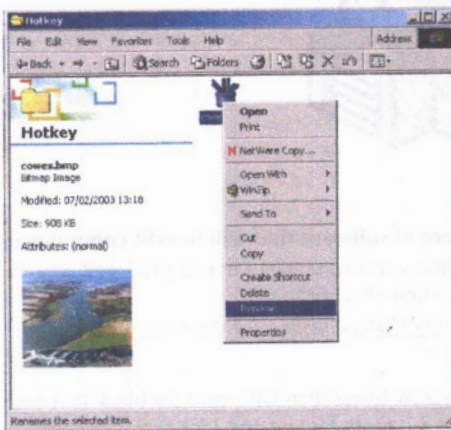 Hotkey
File Edit View Favorites Tools Help Address
Back Search Folders
Hotkey
cowes.bmp
Bitmap Image
Modified: 07/02/2003 13:18
Size: 908 KB
Attributes: (normal)
Open
Print
NetWare Copy...
Open With
WinZip
Send To
Cut
Copy
Create Shortcut
Delete
Rename
Properties
Renames the selected item.